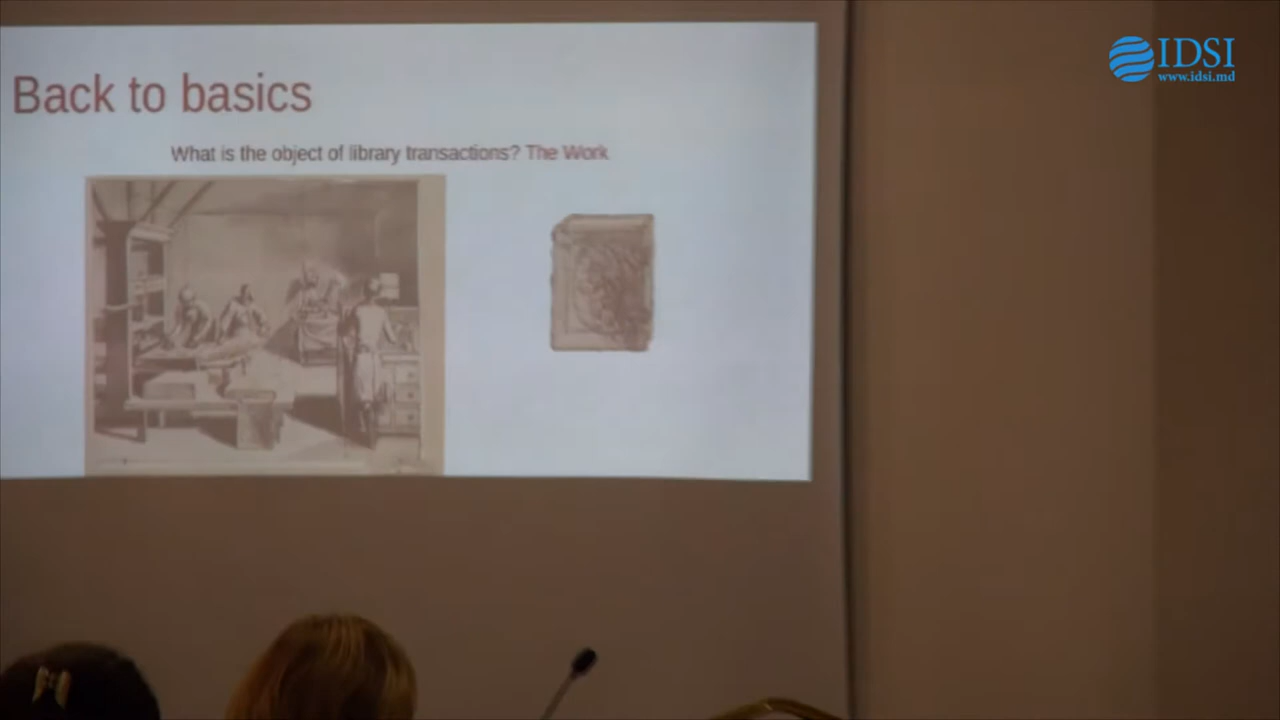 Back to basics
What is the object of library transactions? The Work
IDSI
www.idsi.md